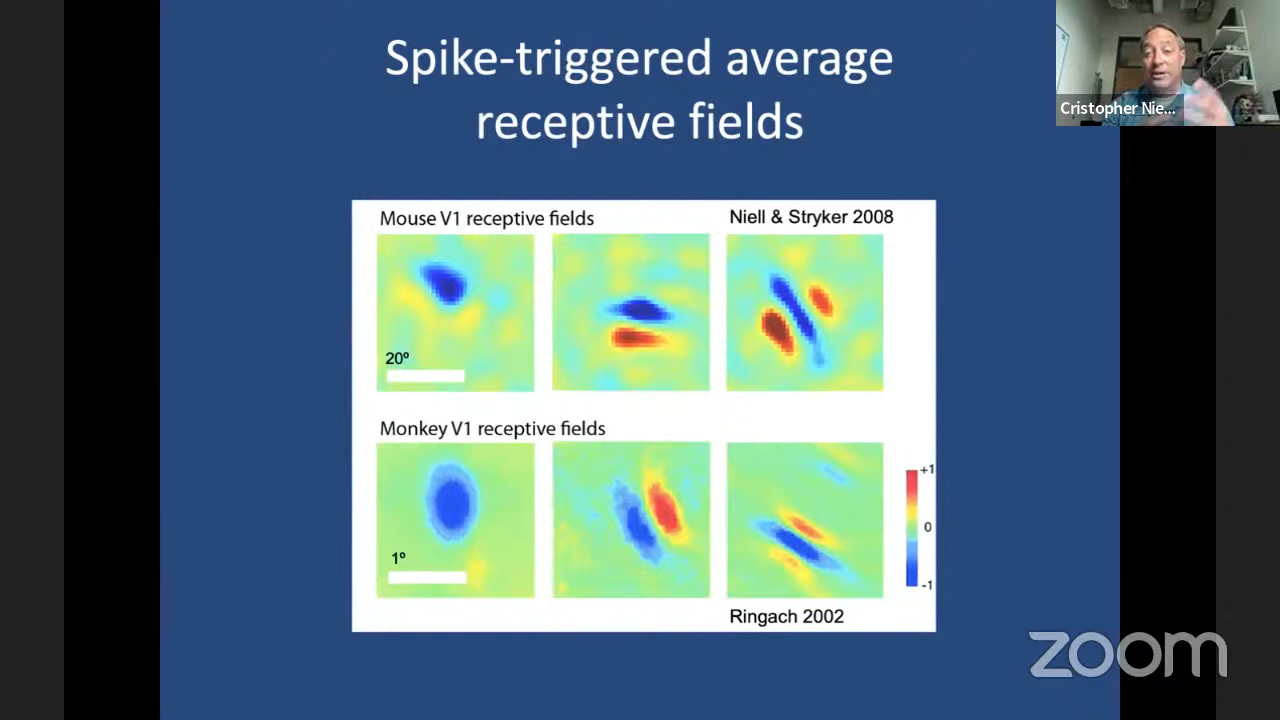 Spike-triggered average
receptive fields
Cristopher Nie...
Mouse V1 receptive fields
Niell & Stryker 2008
20º
Monkey V1 receptive fields
1º
+1
0
-1
Ringach 2002
zoom